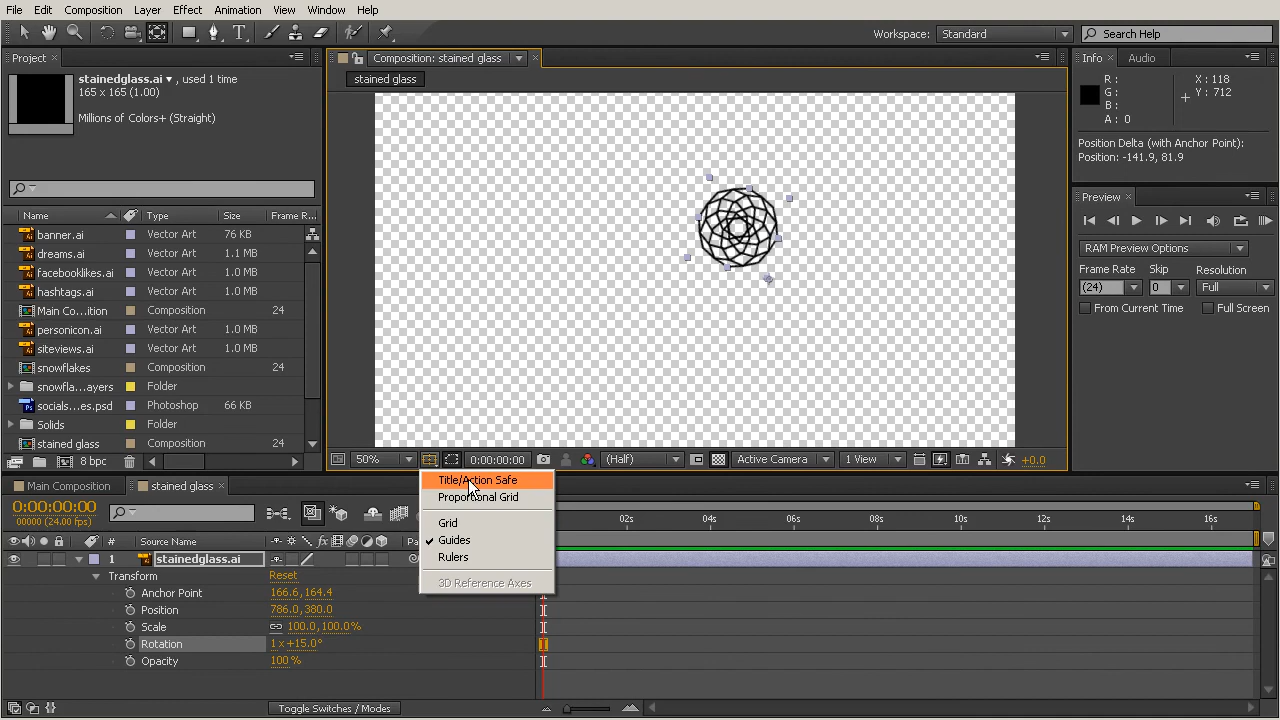 File Edit Composition Layer Effect Animation View Window Help
Workspace: Standard Search Help
Project
stainedglass.ai , used 1 time
165 x 165 (1.00)
Millions of Colors+ (Straight)
Name Type Size Frame R...
banner.ai Vector Art 76 KB
dreams.ai Vector Art 1.1 MB
facebooklikes.ai Vector Art 1.0 MB
hashtags.ai Vector Art 1.0 MB
Main Co...ition Composition 24
personicon.ai Vector Art 1.0 MB
siteviews.ai Vector Art 1.0 MB
snowflakes Composition 24
snowfla...ayers Folder
socials...es.psd Photoshop 66 KB
Solids Folder
stained glass Composition 24
8 bpc
Composition: stained glass
stained glass
50% 0:00:00:00 (Half) Active Camera 1 View +0.0
Info Audio
R : X : 118
G : Y : 712
B :
A : 0
Position Delta (with Anchor Point):
Position: -141.9, 81.9
Preview
RAM Preview Options
Frame Rate Skip Resolution
(24) 0 Full
From Current Time Full Screen
Title/Action Safe
Proportional Grid
Grid
Guides
Rulers
3D Reference Axes
Main Composition stained glass
0:00:00:00
00000 (24.00 fps)
02s 04s 06s 08s 10s 12s 14s 16s
# Source Name Pa
1 stainedglass.ai
Transform Reset
Anchor Point 166.6, 164.4
Position 786.0, 380.0
Scale 100.0, 100.0%
Rotation 1x +15.0°
Opacity 100%
Toggle Switches / Modes